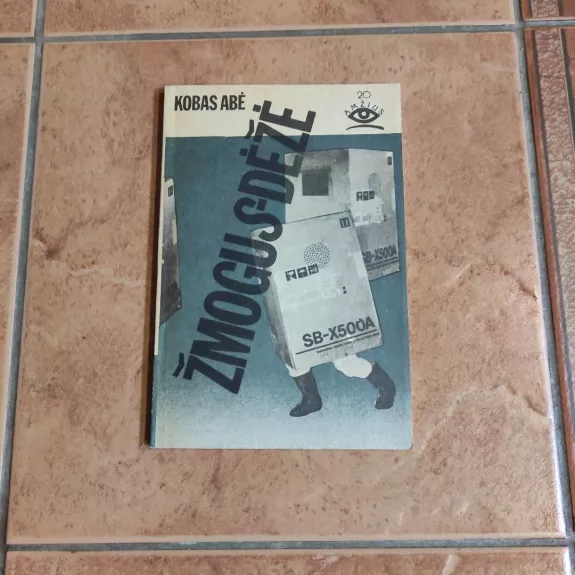 KOBAS ABĖ
20
AMŽIUS
ŽMOGUS-DĖŽĖ
SB-X500A
SB-X500A